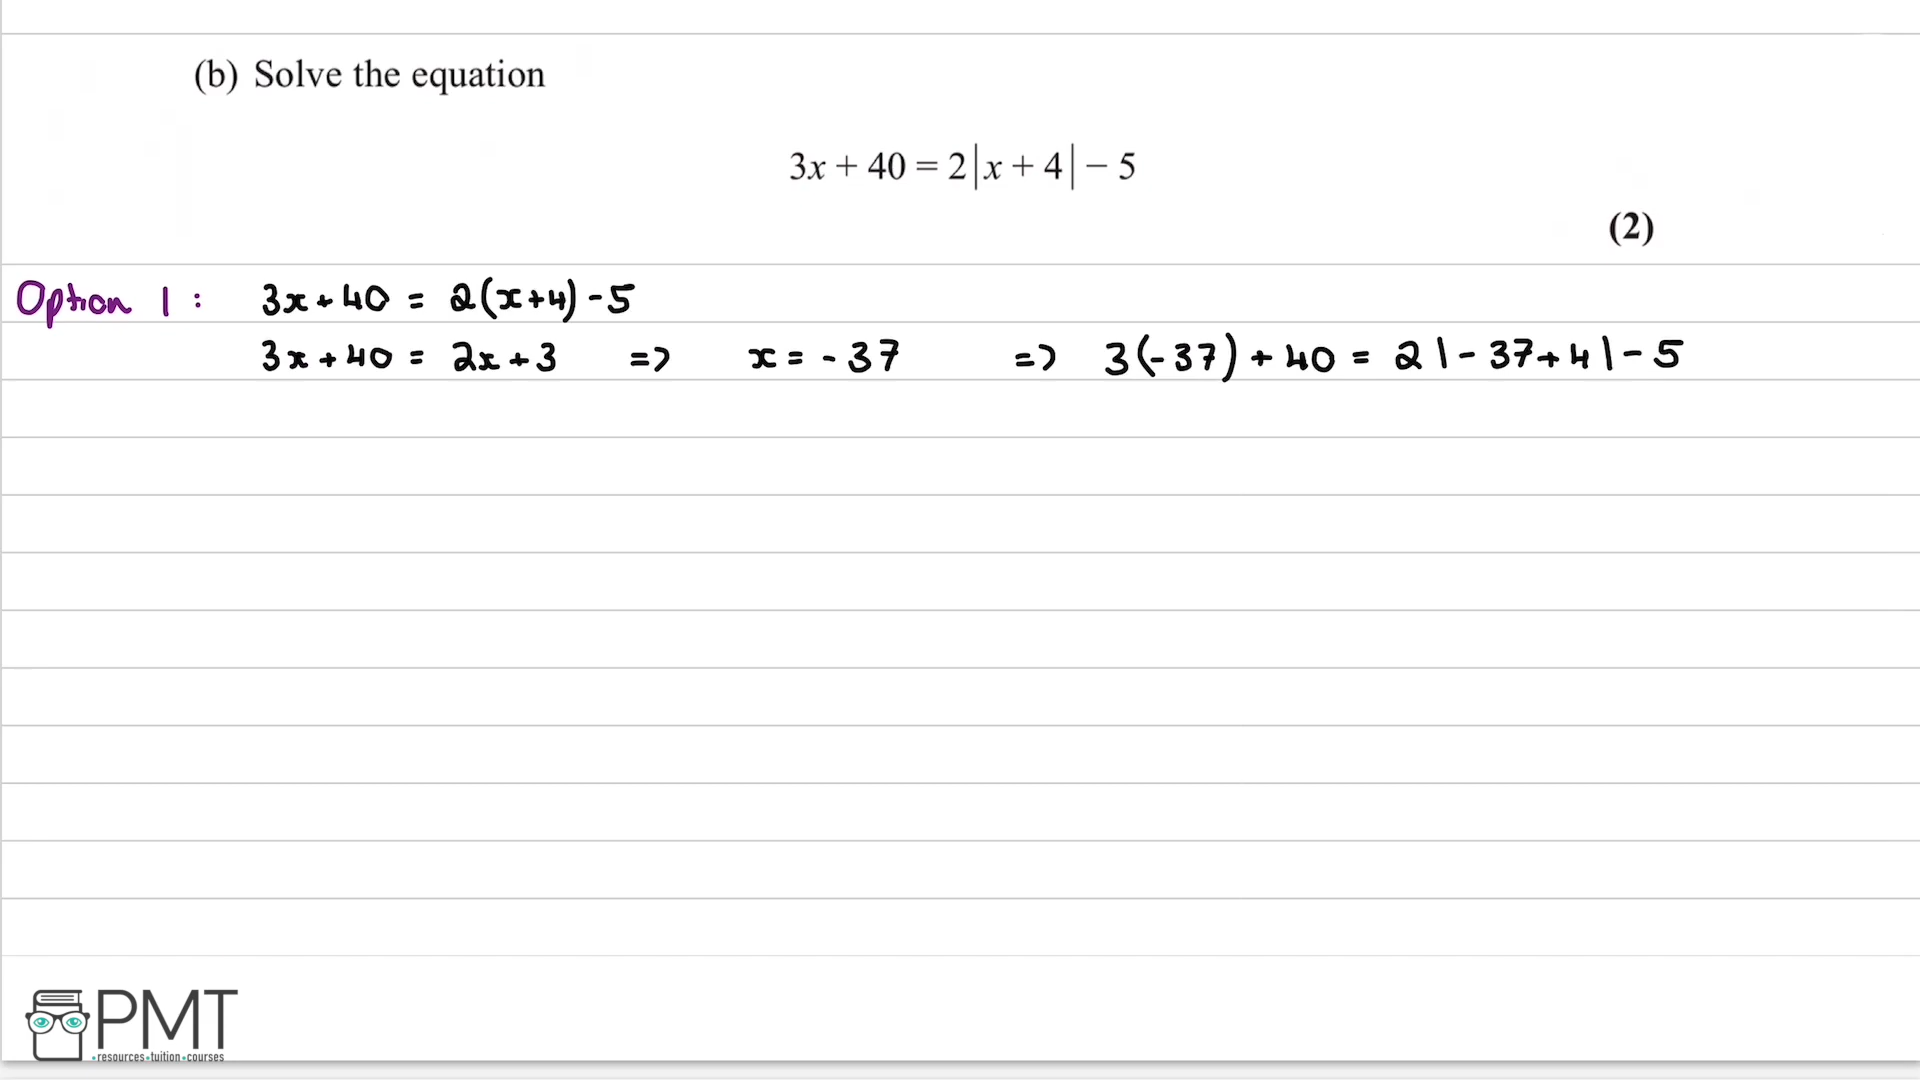 (b) Solve the equation
3x + 40 = 2|x + 4| − 5
(2)
Option 1: 3x + 40 = 2(x+4) - 5
3x + 40 = 2x + 3 => x = -37 => 3(-37) + 40 = 2|-37+4| - 5
PMT
•resources•tuition•courses